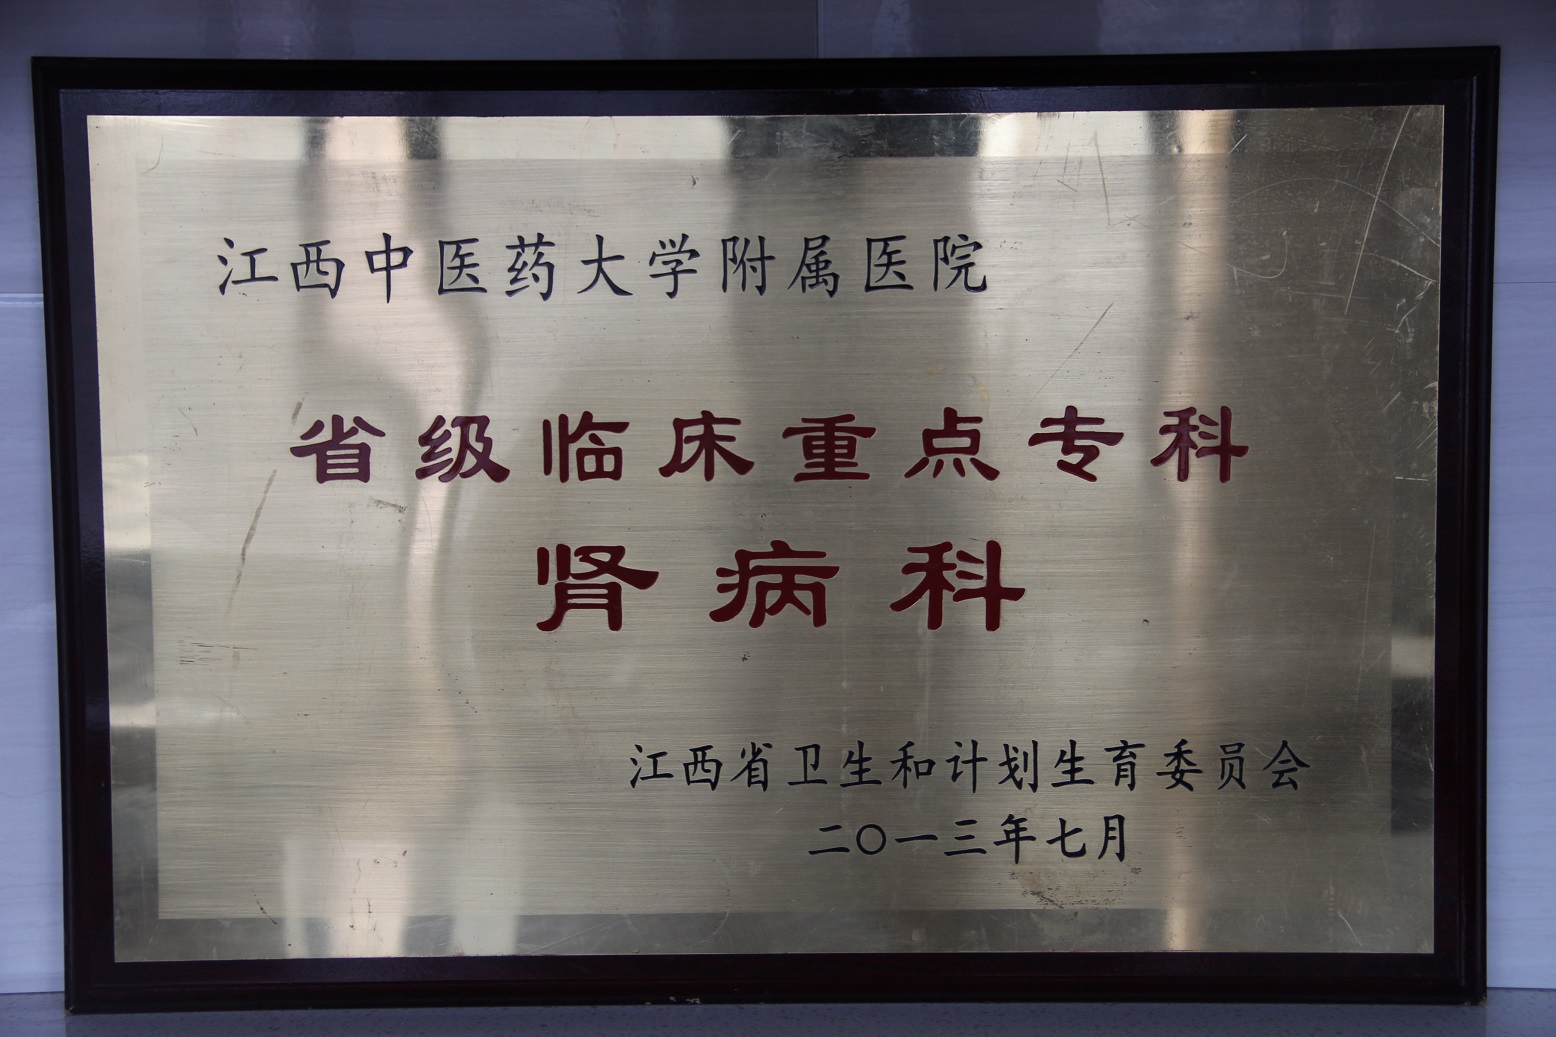 江西中医药大学附属医院
省级临床重点专科
肾病科
江西省卫生和计划生育委员会
二〇一三年七月